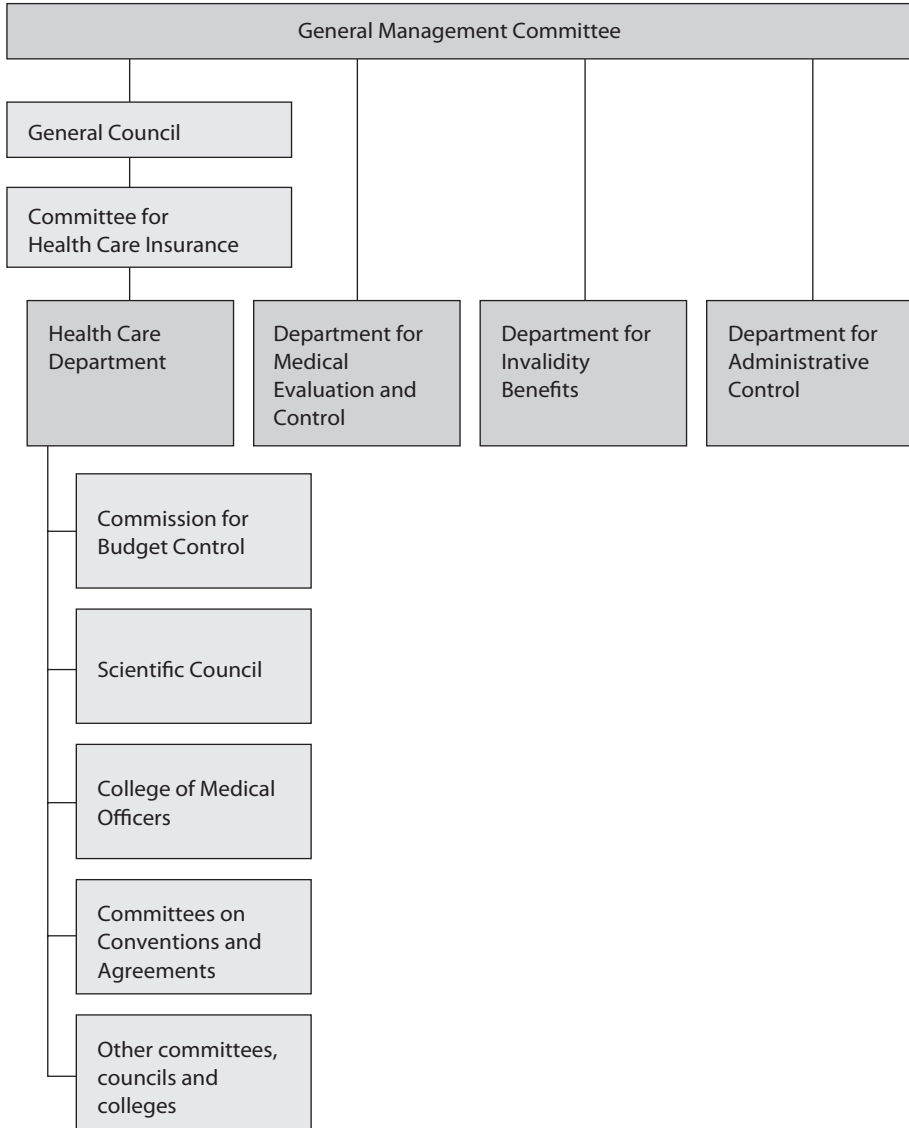 General Management Committee
General Council
Committee for
Health Care Insurance
Health Care
Department
Department for
Medical
Evaluation and
Control
Department for
Invalidity
Benefits
Department for
Administrative
Control
Commission for
Budget Control
Scientific Council
College of Medical
Officers
Committees on
Conventions and
Agreements
Other committees,
councils and
colleges